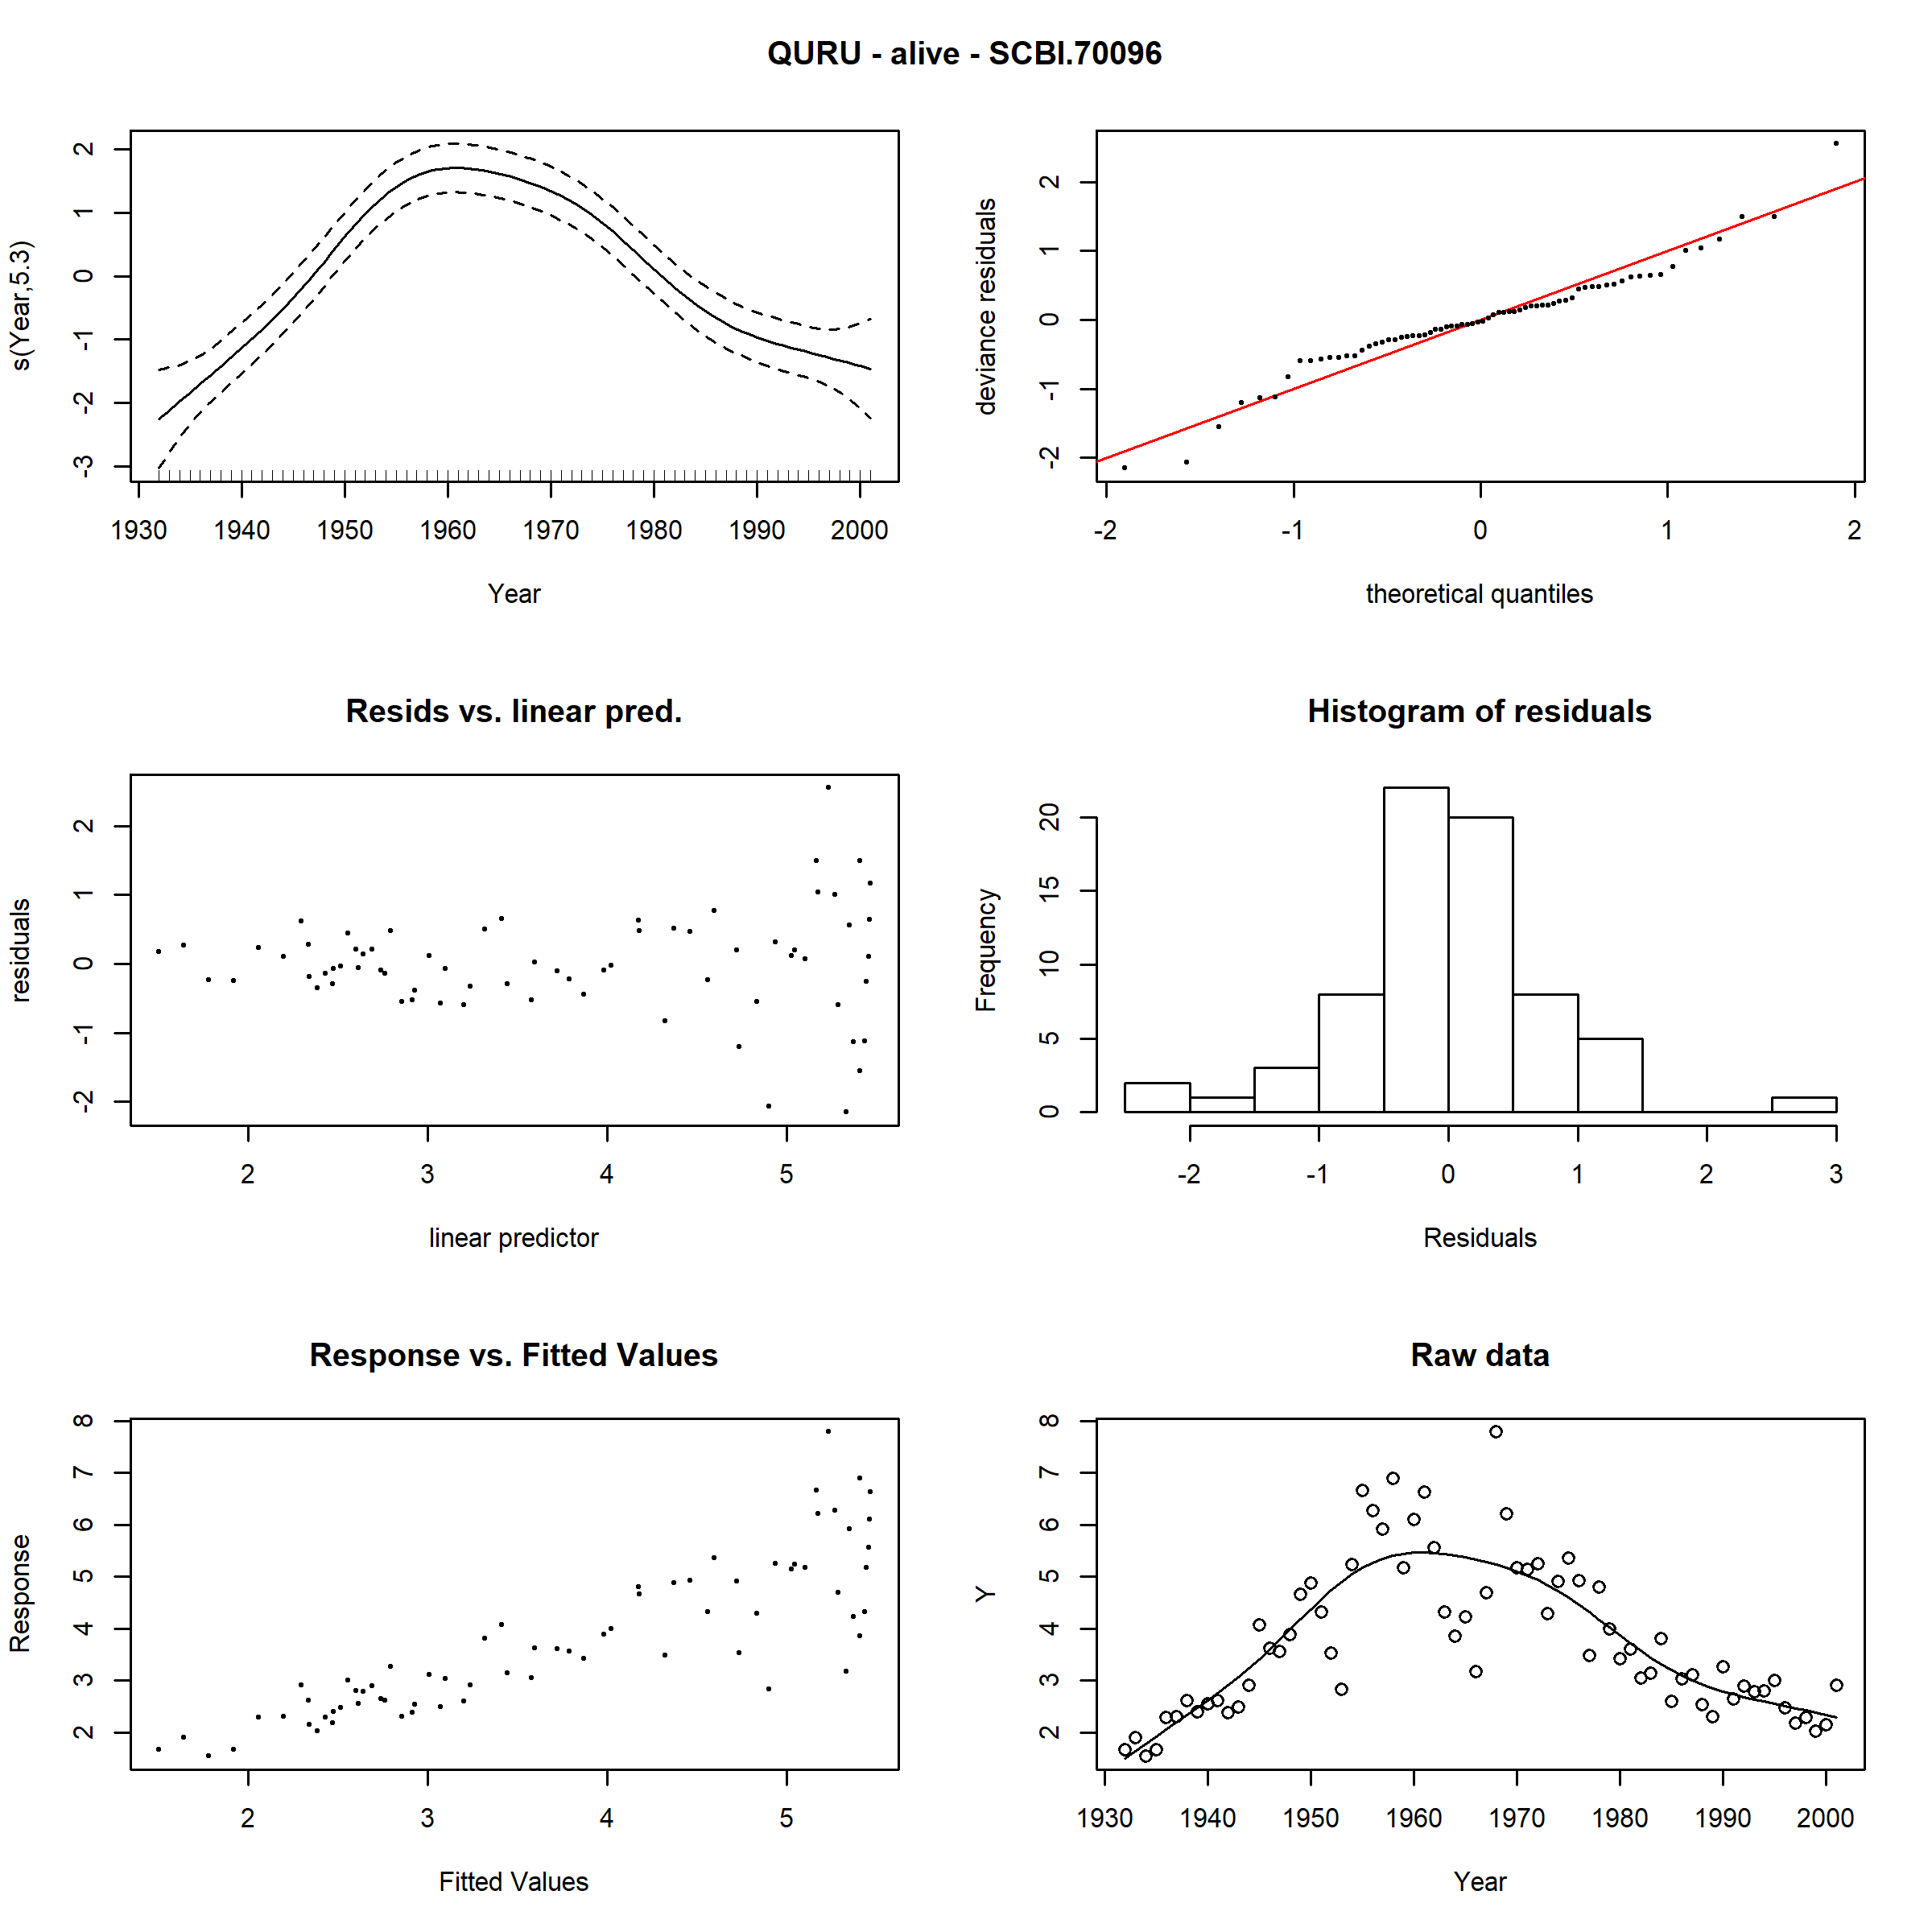 QURU - alive - SCBI.70096
s(Year,5.3)
2
1
0
-1
-2
-3
1930 1940 1950 1960 1970 1980 1990 2000
Year
deviance residuals
2
1
0
-1
-2
-2 -1 0 1 2
theoretical quantiles
Resids vs. linear pred.
residuals
2
1
0
-1
-2
2 3 4 5
linear predictor
Histogram of residuals
Frequency
20
15
10
5
0
-2 -1 0 1 2 3
Residuals
Response vs. Fitted Values
Response
8
7
6
5
4
3
2
2 3 4 5
Fitted Values
Raw data
Y
8
7
6
5
4
3
2
1930 1940 1950 1960 1970 1980 1990 2000
Year